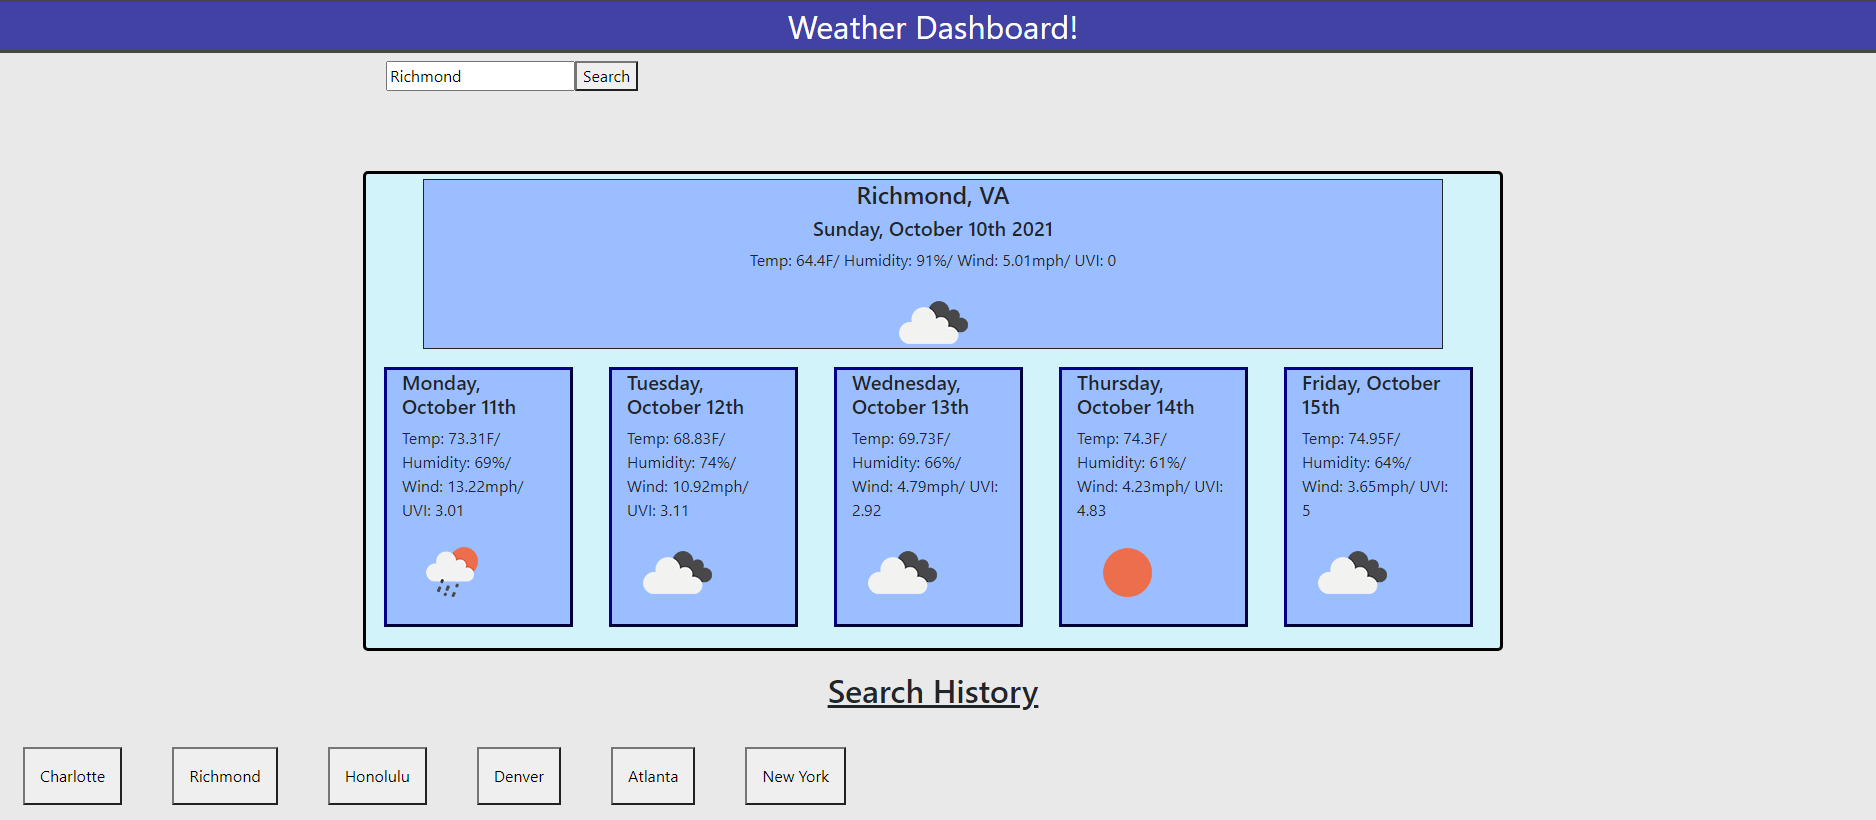 Weather Dashboard!
Richmond Search
Richmond, VA
Sunday, October 10th 2021
Temp: 64.4F/ Humidity: 91%/ Wind: 5.01mph/ UVI: 0
Monday,
October 11th
Temp: 73.31F/
Humidity: 69%/
Wind: 13.22mph/
UVI: 3.01
Tuesday,
October 12th
Temp: 68.83F/
Humidity: 74%/
Wind: 10.92mph/
UVI: 3.11
Wednesday,
October 13th
Temp: 69.73F/
Humidity: 66%/
Wind: 4.79mph/ UVI:
2.92
Thursday,
October 14th
Temp: 74.3F/
Humidity: 61%/
Wind: 4.23mph/ UVI:
4.83
Friday, October
15th
Temp: 74.95F/
Humidity: 64%/
Wind: 3.65mph/ UVI:
5
Search History
Charlotte Richmond Honolulu Denver Atlanta New York